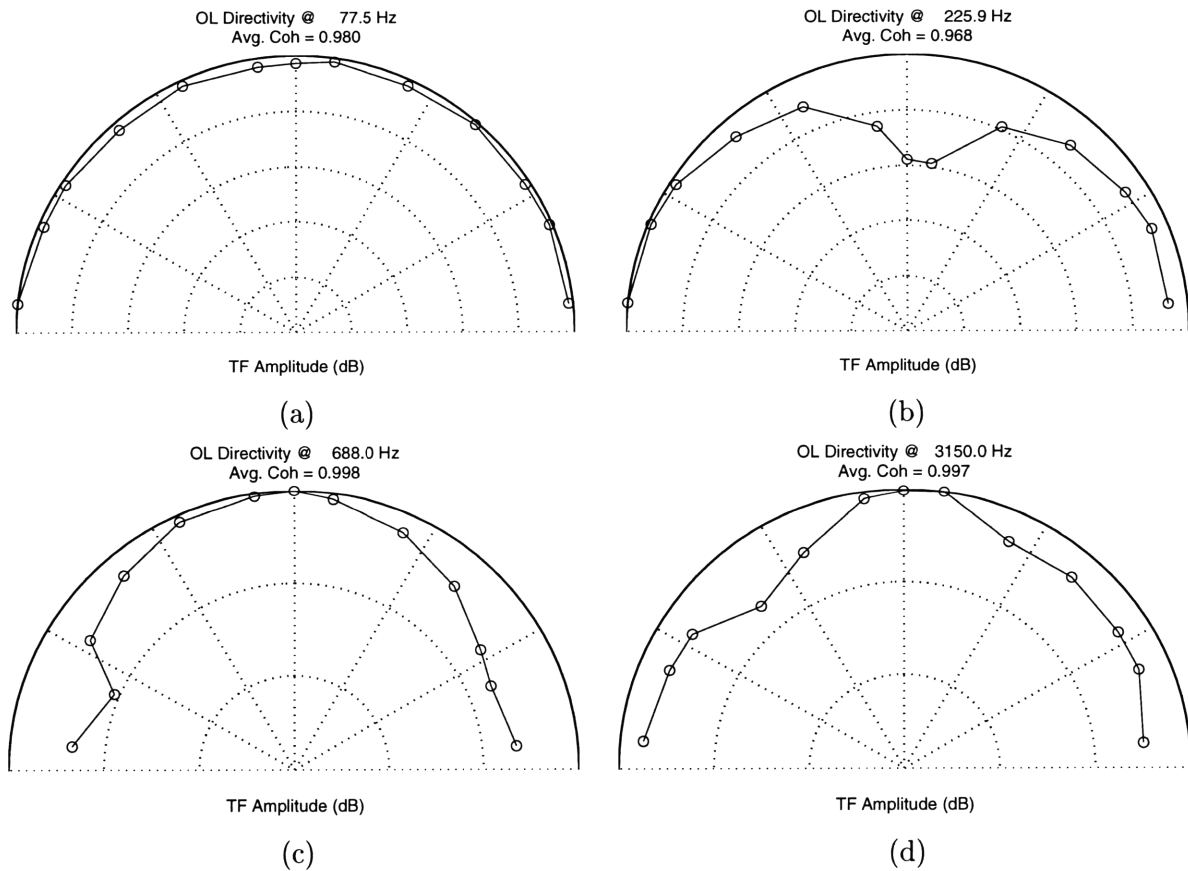 OL Directivity @ 77.5 Hz
Avg. Coh = 0.980
TF Amplitude (dB)
(a)
OL Directivity @ 225.9 Hz
Avg. Coh = 0.968
TF Amplitude (dB)
(b)
OL Directivity @ 688.0 Hz
Avg. Coh = 0.998
TF Amplitude (dB)
(c)
OL Directivity @ 3150.0 Hz
Avg. Coh = 0.997
TF Amplitude (dB)
(d)